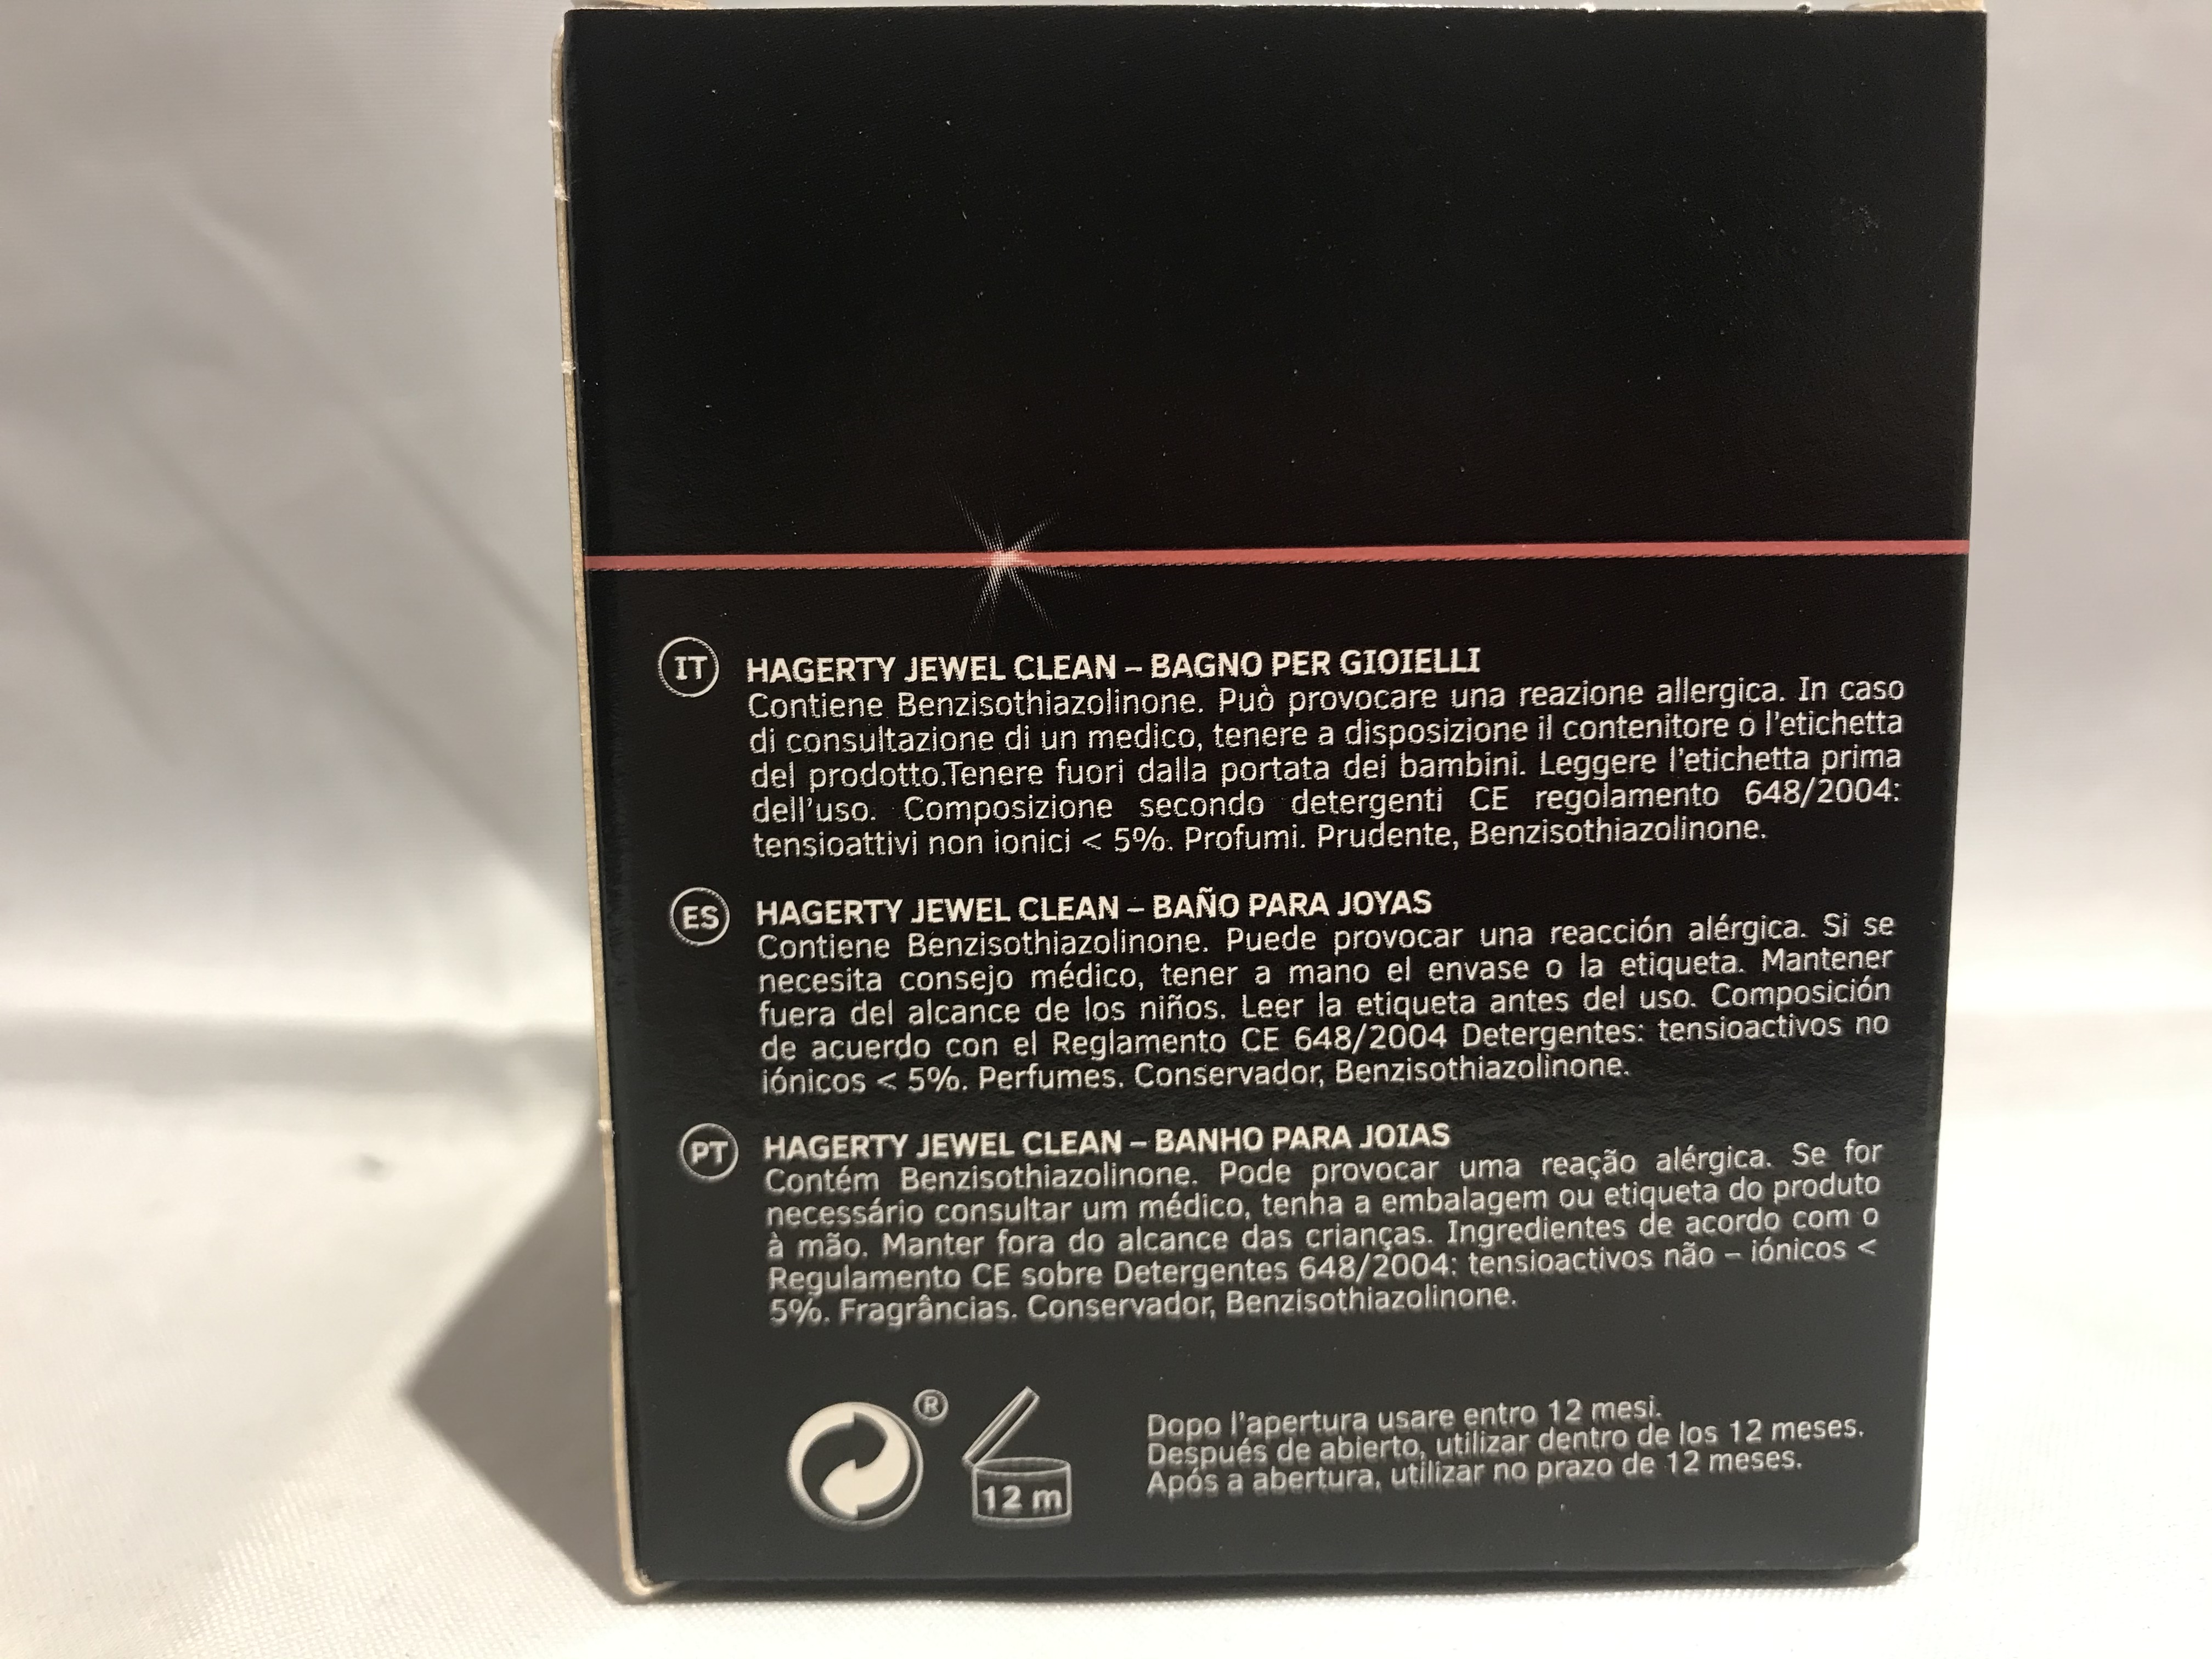 IT HAGERTY JEWEL CLEAN – BAGNO PER GIOIELLI
Contiene Benzisothiazolinone. Può provocare una reazione allergica. In caso
di consultazione di un medico, tenere a disposizione il contenitore o l'etichetta
del prodotto.Tenere fuori dalla portata dei bambini. Leggere l'etichetta prima
dell'uso. Composizione secondo detergenti CE regolamento 648/2004:
tensioattivi non ionici < 5%. Profumi. Prudente, Benzisothiazolinone.
ES HAGERTY JEWEL CLEAN – BAÑO PARA JOYAS
Contiene Benzisothiazolinone. Puede provocar una reacción alérgica. Si se
necesita consejo médico, tener a mano el envase o la etiqueta. Mantener
fuera del alcance de los niños. Leer la etiqueta antes del uso. Composición
de acuerdo con el Reglamento CE 648/2004 Detergentes: tensioactivos no
iónicos < 5%. Perfumes. Conservador, Benzisothiazolinone.
PT HAGERTY JEWEL CLEAN – BANHO PARA JOIAS
Contém Benzisothiazolinone. Pode provocar uma reação alérgica. Se for
necessário consultar um médico, tenha a embalagem ou etiqueta do produto
à mão. Manter fora do alcance das crianças. Ingredientes de acordo com o
Regulamento CE sobre Detergentes 648/2004: tensioactivos não – iónicos <
5%. Fragrâncias. Conservador, Benzisothiazolinone.
®
12 m
Dopo l'apertura usare entro 12 mesi.
Después de abierto, utilizar dentro de los 12 meses.
Após a abertura, utilizar no prazo de 12 meses.